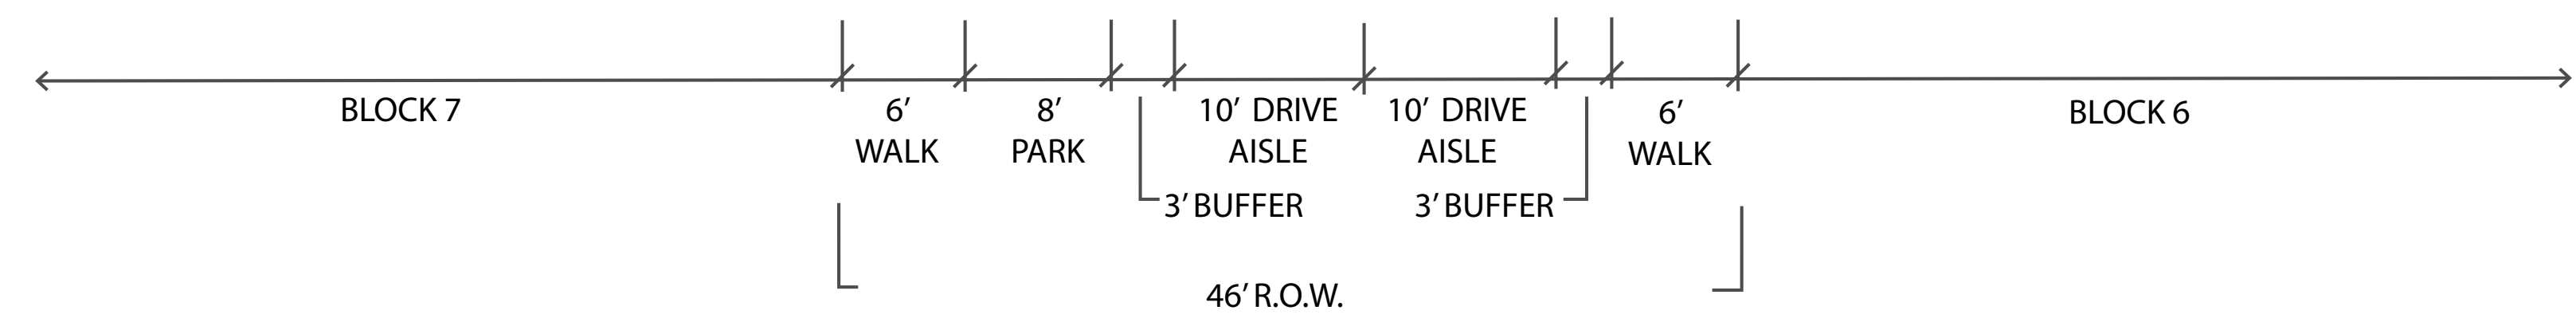 BLOCK 7
6’
WALK
8’
PARK
3’ BUFFER
10’ DRIVE
AISLE
10’ DRIVE
AISLE
3’ BUFFER
6’
WALK
BLOCK 6
46’ R.O.W.